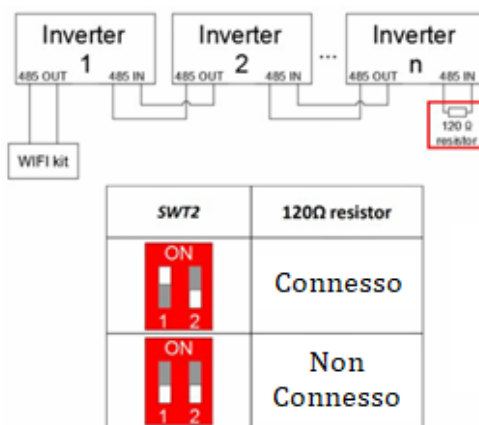 Inverter 1
Inverter 2
...
Inverter n
485 OUT 485 IN
485 OUT 485 IN
485 OUT 485 IN
WIFI kit
120 Ω
resistor
SWT2 120Ω resistor
ON
1 2
Connesso
ON
1 2
Non
Connesso